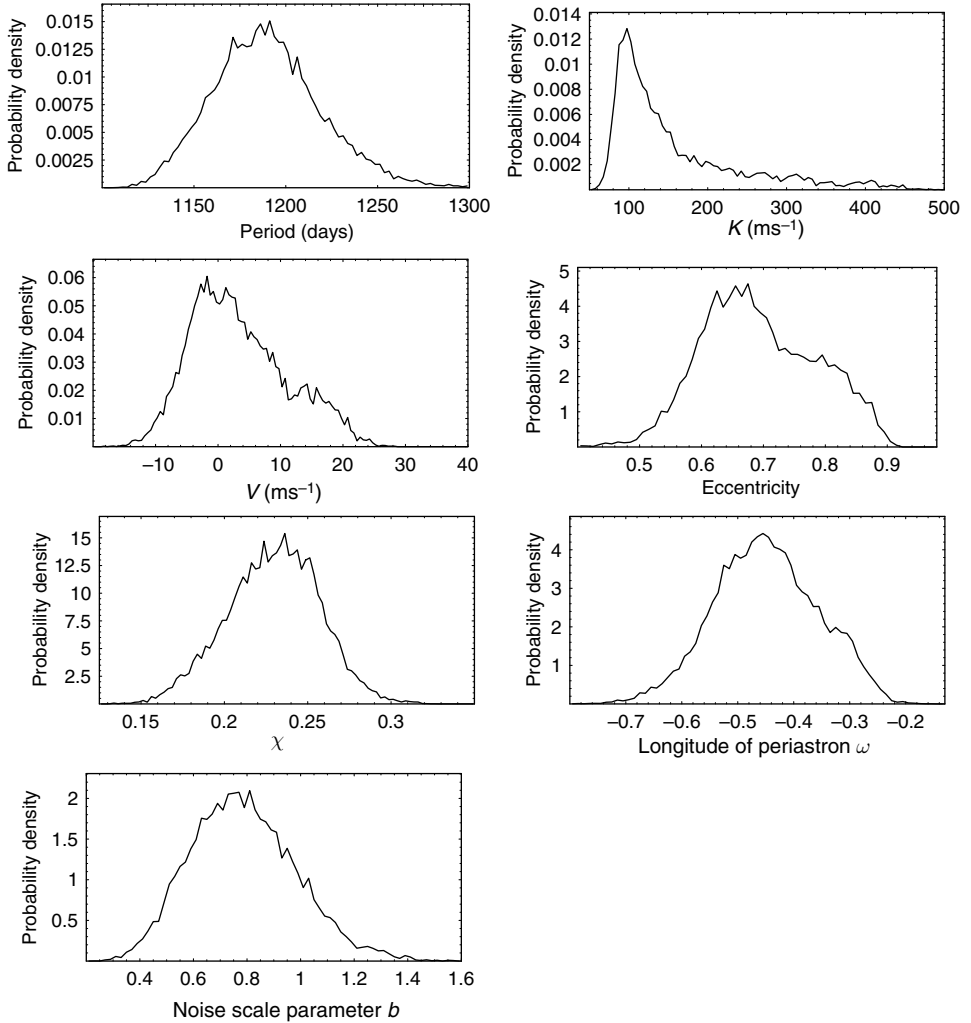 Probability density
0.015
0.0125
0.01
0.0075
0.005
0.0025
1150 1200 1250 1300
Period (days)
Probability density
0.014
0.012
0.01
0.008
0.006
0.004
0.002
100 200 300 400 500
K (ms⁻¹)
Probability density
0.06
0.05
0.04
0.03
0.02
0.01
−10 0 10 20 30 40
V (ms⁻¹)
Probability density
5
4
3
2
1
0.5 0.6 0.7 0.8 0.9
Eccentricity
Probability density
15
12.5
10
7.5
5
2.5
0.15 0.2 0.25 0.3
χ
Probability density
4
3
2
1
−0.7 −0.6 −0.5 −0.4 −0.3 −0.2
Longitude of periastron ω
Probability density
2
1.5
1
0.5
0.4 0.6 0.8 1 1.2 1.4 1.6
Noise scale parameter b